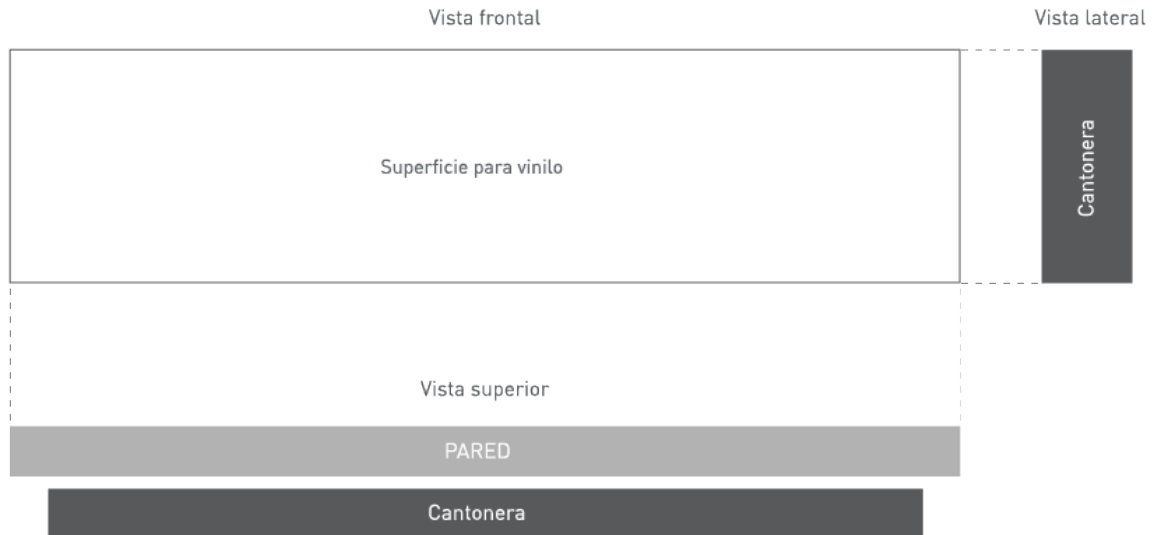 Vista frontal
Vista lateral
Superficie para vinilo
Cantonera
Vista superior
PARED
Cantonera